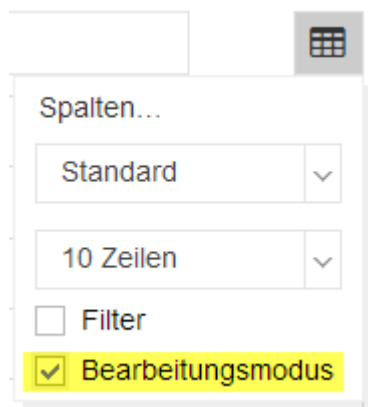 Spalten...
Standard
10 Zeilen
Filter
Bearbeitungsmodus